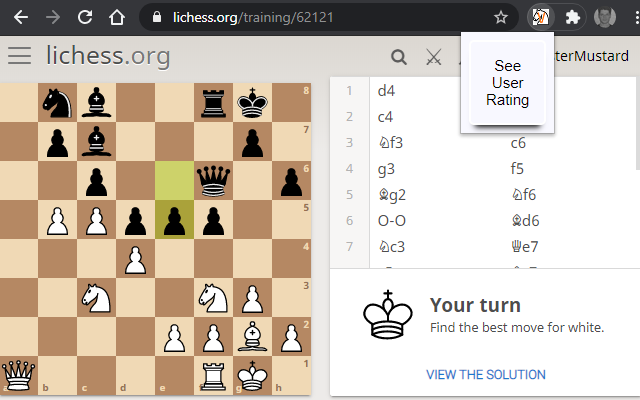 lichess.org/training/62121
lichess.org
See
User
Rating
terMustard
8
7
6
5
4
3
2
1
b c d e g h
1 d4
2 c4
3 ♘f3 c6
4 g3 f5
5 ♗g2 ♘f6
6 O-O ♗d6
7 ♘c3 ♕e7
Your turn
Find the best move for white.
VIEW THE SOLUTION